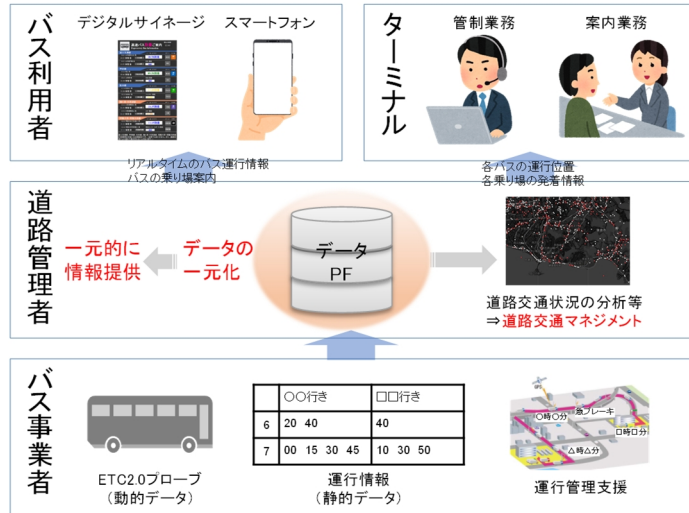 バス利用者
デジタルサイネージ
スマートフォン
ターミナル
管制業務
案内業務
リアルタイムのバス運行情報
バスの乗り場案内
各バスの運行位置
各乗り場の発着情報
道路管理者
一元的に
情報提供
データの
一元化
データ
PF
道路交通状況の分析等
⇒道路交通マネジメント
バス事業者
ETC2.0プローブ
(動的データ)
○○行き □□行き
6 20 40 40
7 00 15 30 45 10 30 50
運行情報
(静的データ)
○時○分
急ブレーキ
□時□分
△時△分
運行管理支援